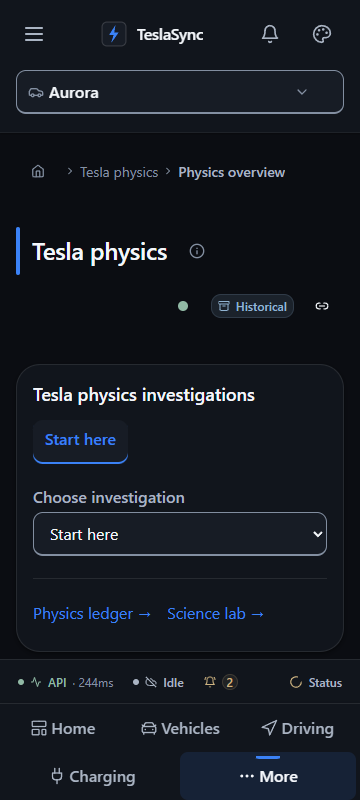 TeslaSync
Aurora
Tesla physics Physics overview
Tesla physics
Historical
Tesla physics investigations
Start here
Choose investigation
Start here
Physics ledger → Science lab →
API · 244ms Idle 2 Status
Home Vehicles Driving
Charging More